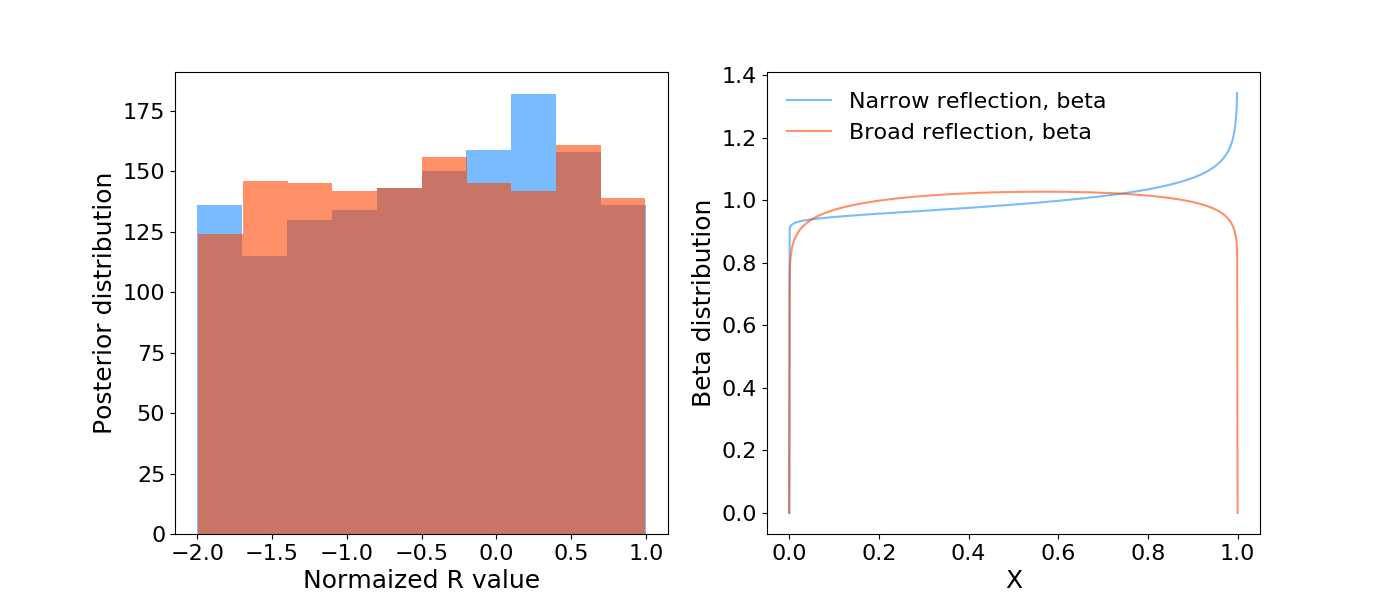 175
150
125
100
75
50
25
0
−2.0 −1.5 −1.0 −0.5 0.0 0.5 1.0
Normaized R value
Posterior distribution
1.4
1.2
1.0
0.8
0.6
0.4
0.2
0.0
0.0 0.2 0.4 0.6 0.8 1.0
X
Beta distribution
Narrow reflection, beta
Broad reflection, beta